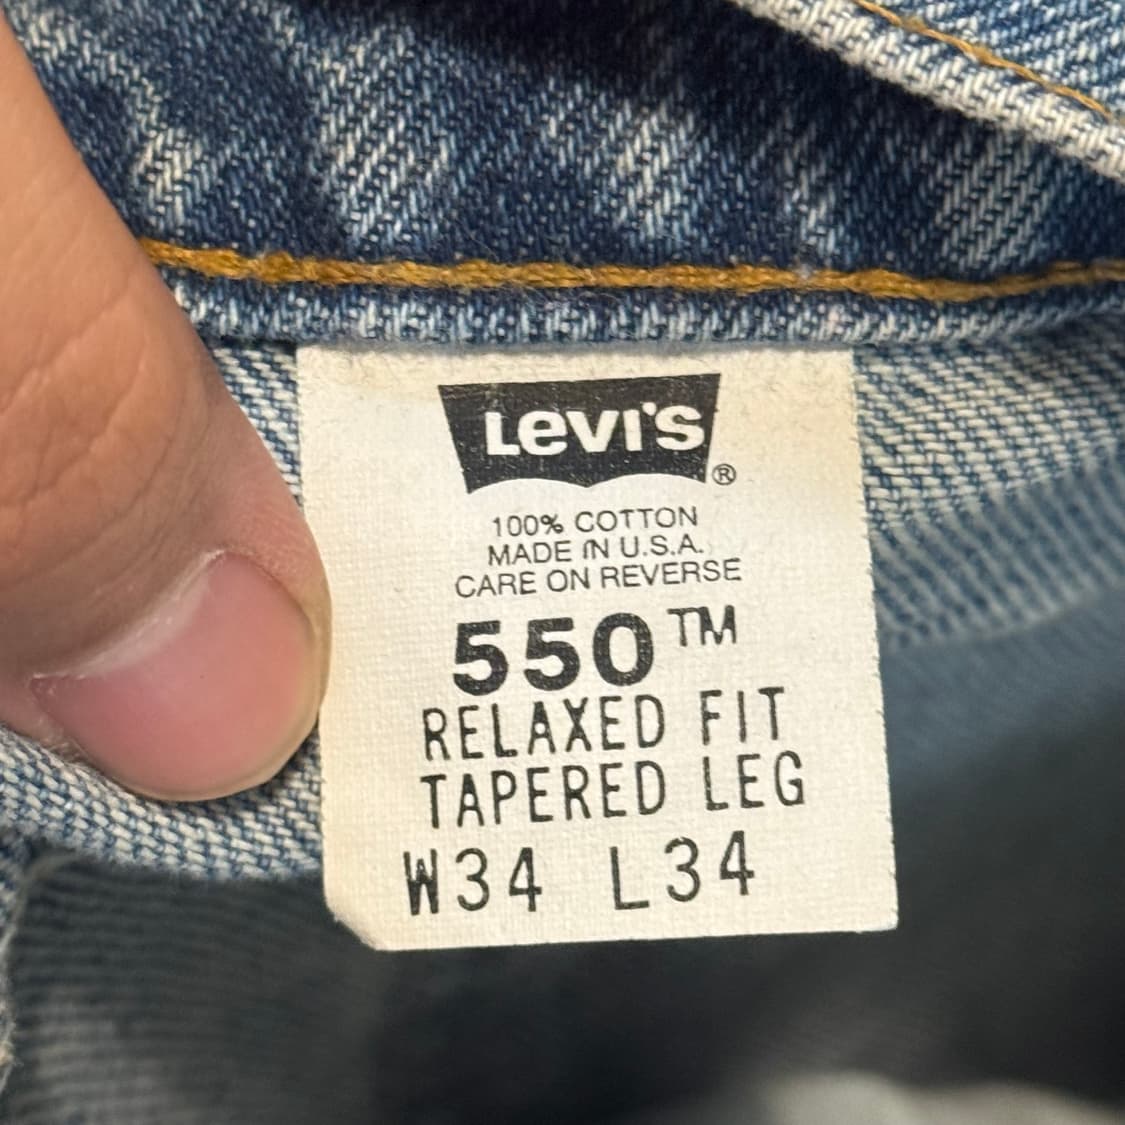 LEVI'S ®
100% COTTON
MADE IN U.S.A.
CARE ON REVERSE
550™
RELAXED FIT
TAPERED LEG
W34 L34